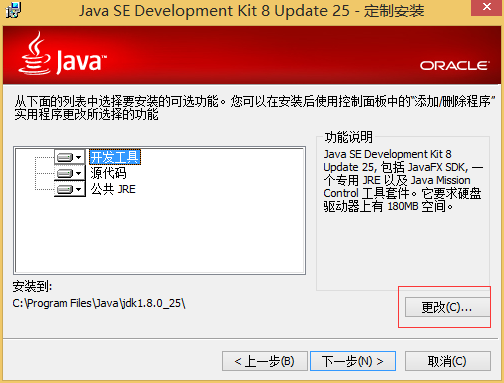 Java SE Development Kit 8 Update 25 - 定制安装
Java™
ORACLE
从下面的列表中选择要安装的可选功能。您可以在安装后使用控制面板中的“添加/删除程序”
实用程序更改所选择的功能
开发工具
源代码
公共 JRE
功能说明
Java SE Development Kit 8
Update 25, 包括 JavaFX SDK, 一
个专用 JRE 以及 Java Mission
Control 工具套件。它要求硬盘
驱动器上有 180MB 空间。
安装到:
C:\Program Files\Java\jdk1.8.0_25\
更改(C)...
< 上一步(B)
下一步(N) >
取消(C)